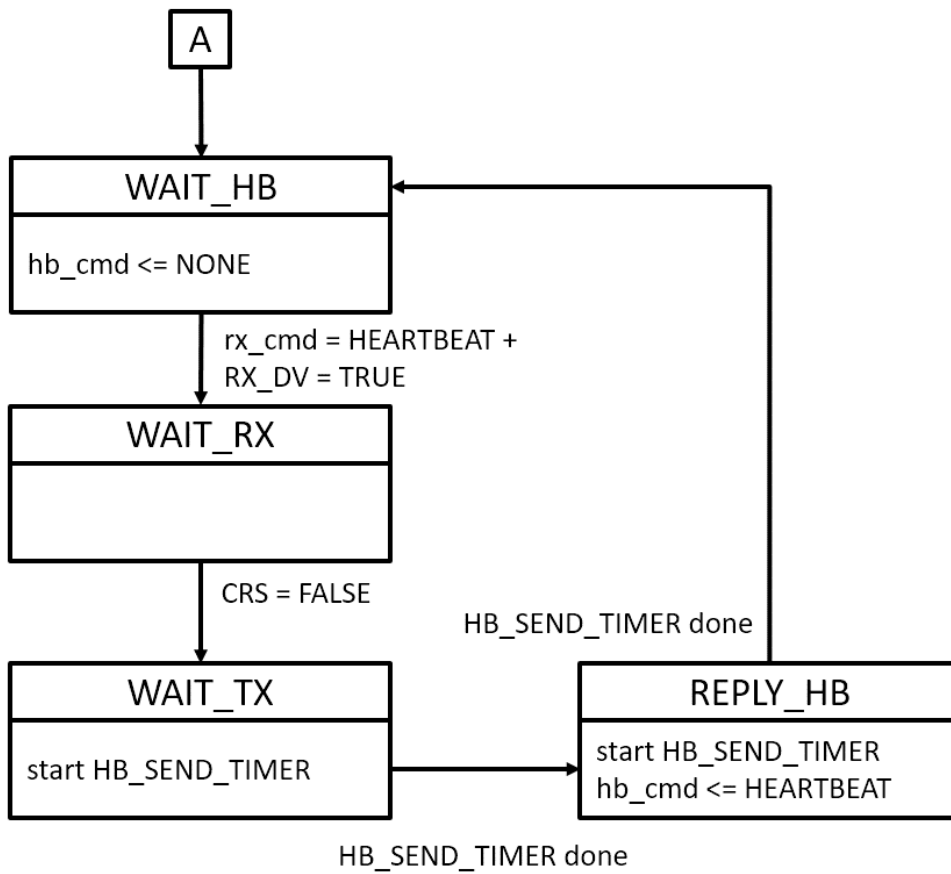 A
WAIT_HB
hb_cmd <= NONE
rx_cmd = HEARTBEAT +
RX_DV = TRUE
WAIT_RX
CRS = FALSE
HB_SEND_TIMER done
WAIT_TX
start HB_SEND_TIMER
REPLY_HB
start HB_SEND_TIMER
hb_cmd <= HEARTBEAT
HB_SEND_TIMER done